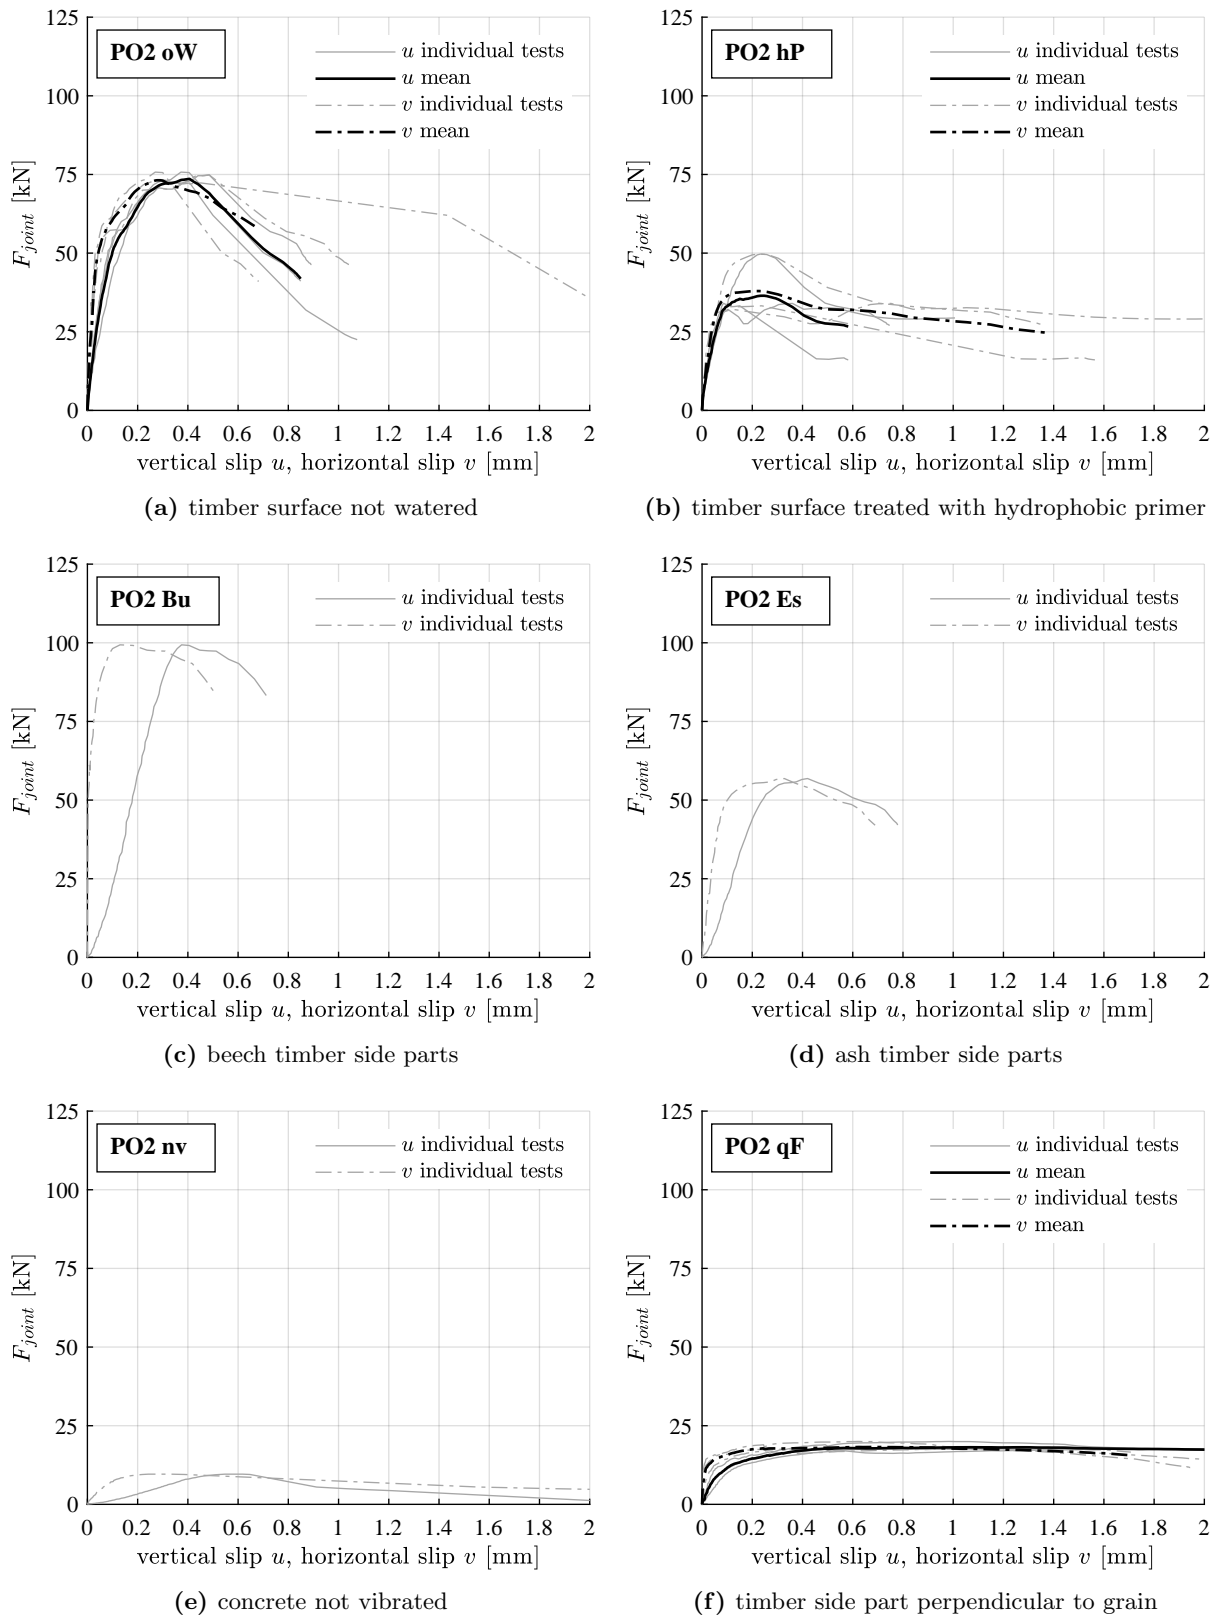 PO2 oW
u individual tests
u mean
v individual tests
v mean
F_joint [kN]
125
100
75
50
25
0
0 0.2 0.4 0.6 0.8 1 1.2 1.4 1.6 1.8 2
vertical slip u, horizontal slip v [mm]
(a) timber surface not watered
PO2 hP
u individual tests
u mean
v individual tests
v mean
F_joint [kN]
125
100
75
50
25
0
0 0.2 0.4 0.6 0.8 1 1.2 1.4 1.6 1.8 2
vertical slip u, horizontal slip v [mm]
(b) timber surface treated with hydrophobic primer
PO2 Bu
u individual tests
v individual tests
F_joint [kN]
125
100
75
50
25
0
0 0.2 0.4 0.6 0.8 1 1.2 1.4 1.6 1.8 2
vertical slip u, horizontal slip v [mm]
(c) beech timber side parts
PO2 Es
u individual tests
v individual tests
F_joint [kN]
125
100
75
50
25
0
0 0.2 0.4 0.6 0.8 1 1.2 1.4 1.6 1.8 2
vertical slip u, horizontal slip v [mm]
(d) ash timber side parts
PO2 nv
u individual tests
v individual tests
F_joint [kN]
125
100
75
50
25
0
0 0.2 0.4 0.6 0.8 1 1.2 1.4 1.6 1.8 2
vertical slip u, horizontal slip v [mm]
(e) concrete not vibrated
PO2 qF
u individual tests
u mean
v individual tests
v mean
F_joint [kN]
125
100
75
50
25
0
0 0.2 0.4 0.6 0.8 1 1.2 1.4 1.6 1.8 2
vertical slip u, horizontal slip v [mm]
(f) timber side part perpendicular to grain